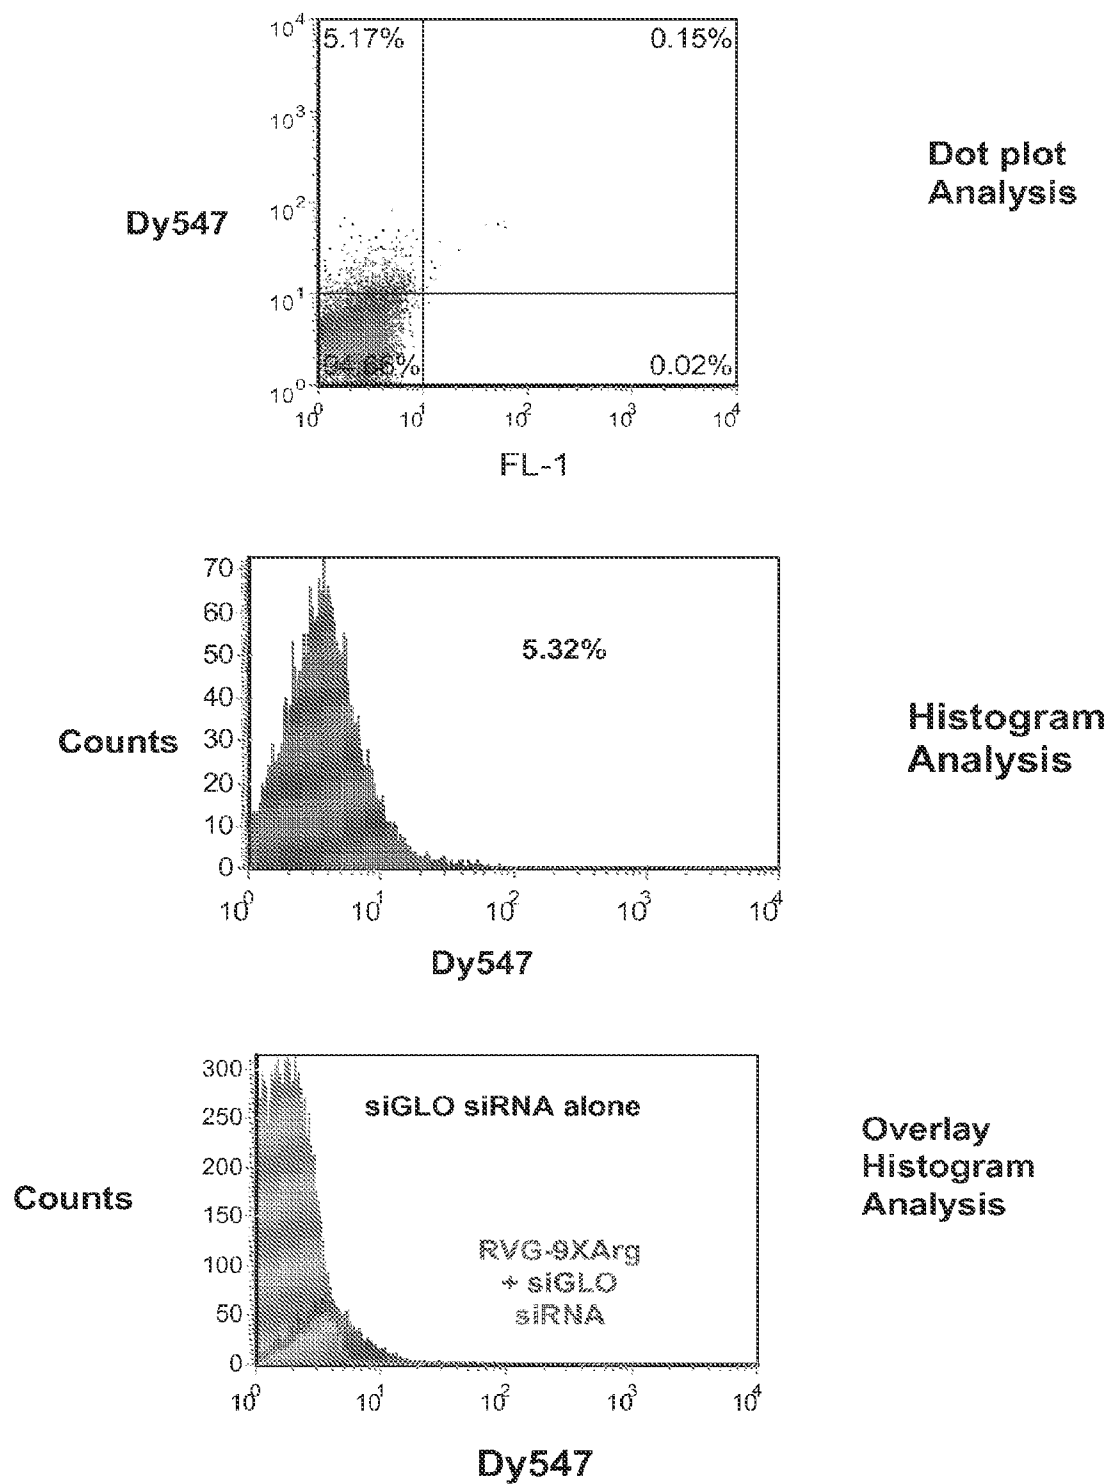 10⁴
5.17%
0.15%
10³
Dot plot
Analysis
Dy547
10²
10¹
94.66%
0.02%
10⁰
10⁰ 10¹ 10² 10³ 10⁴
FL-1
70
60
5.32%
50
40
Histogram
Analysis
Counts
30
20
10
0
10⁰ 10¹ 10² 10³ 10⁴
Dy547
300
siGLO siRNA alone
250
Overlay
Histogram
Analysis
200
Counts
150
RVG-9XArg
+ siGLO
siRNA
100
50
0
10⁰ 10¹ 10² 10³ 10⁴
Dy547